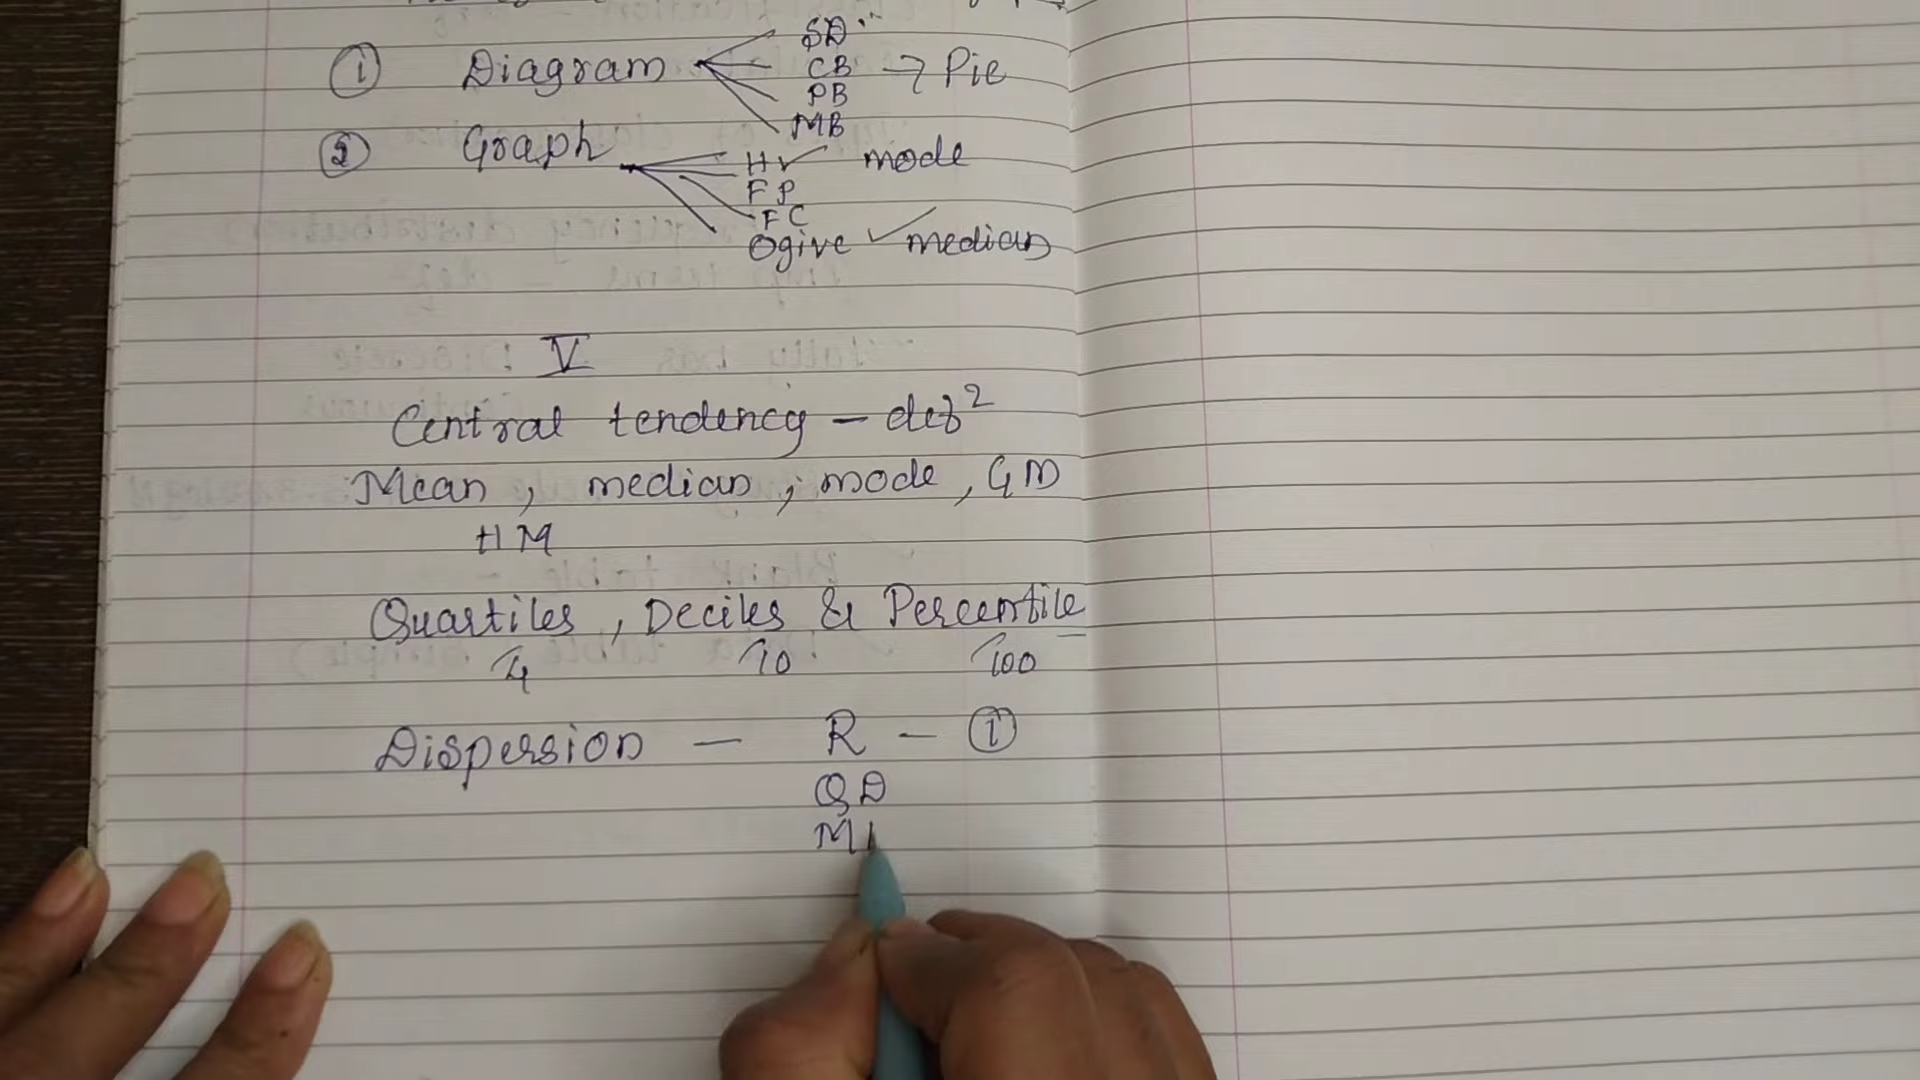 SD
① Diagram CB → Pie
PB
MB
② Graph H ✓ mode
FP
FC
Ogive ✓ median
V
Central tendency – def²
Mean, median, mode, GM
HM
Quartiles, Deciles & Percentile
4 10 100
Dispersion — R – ①
QD
M